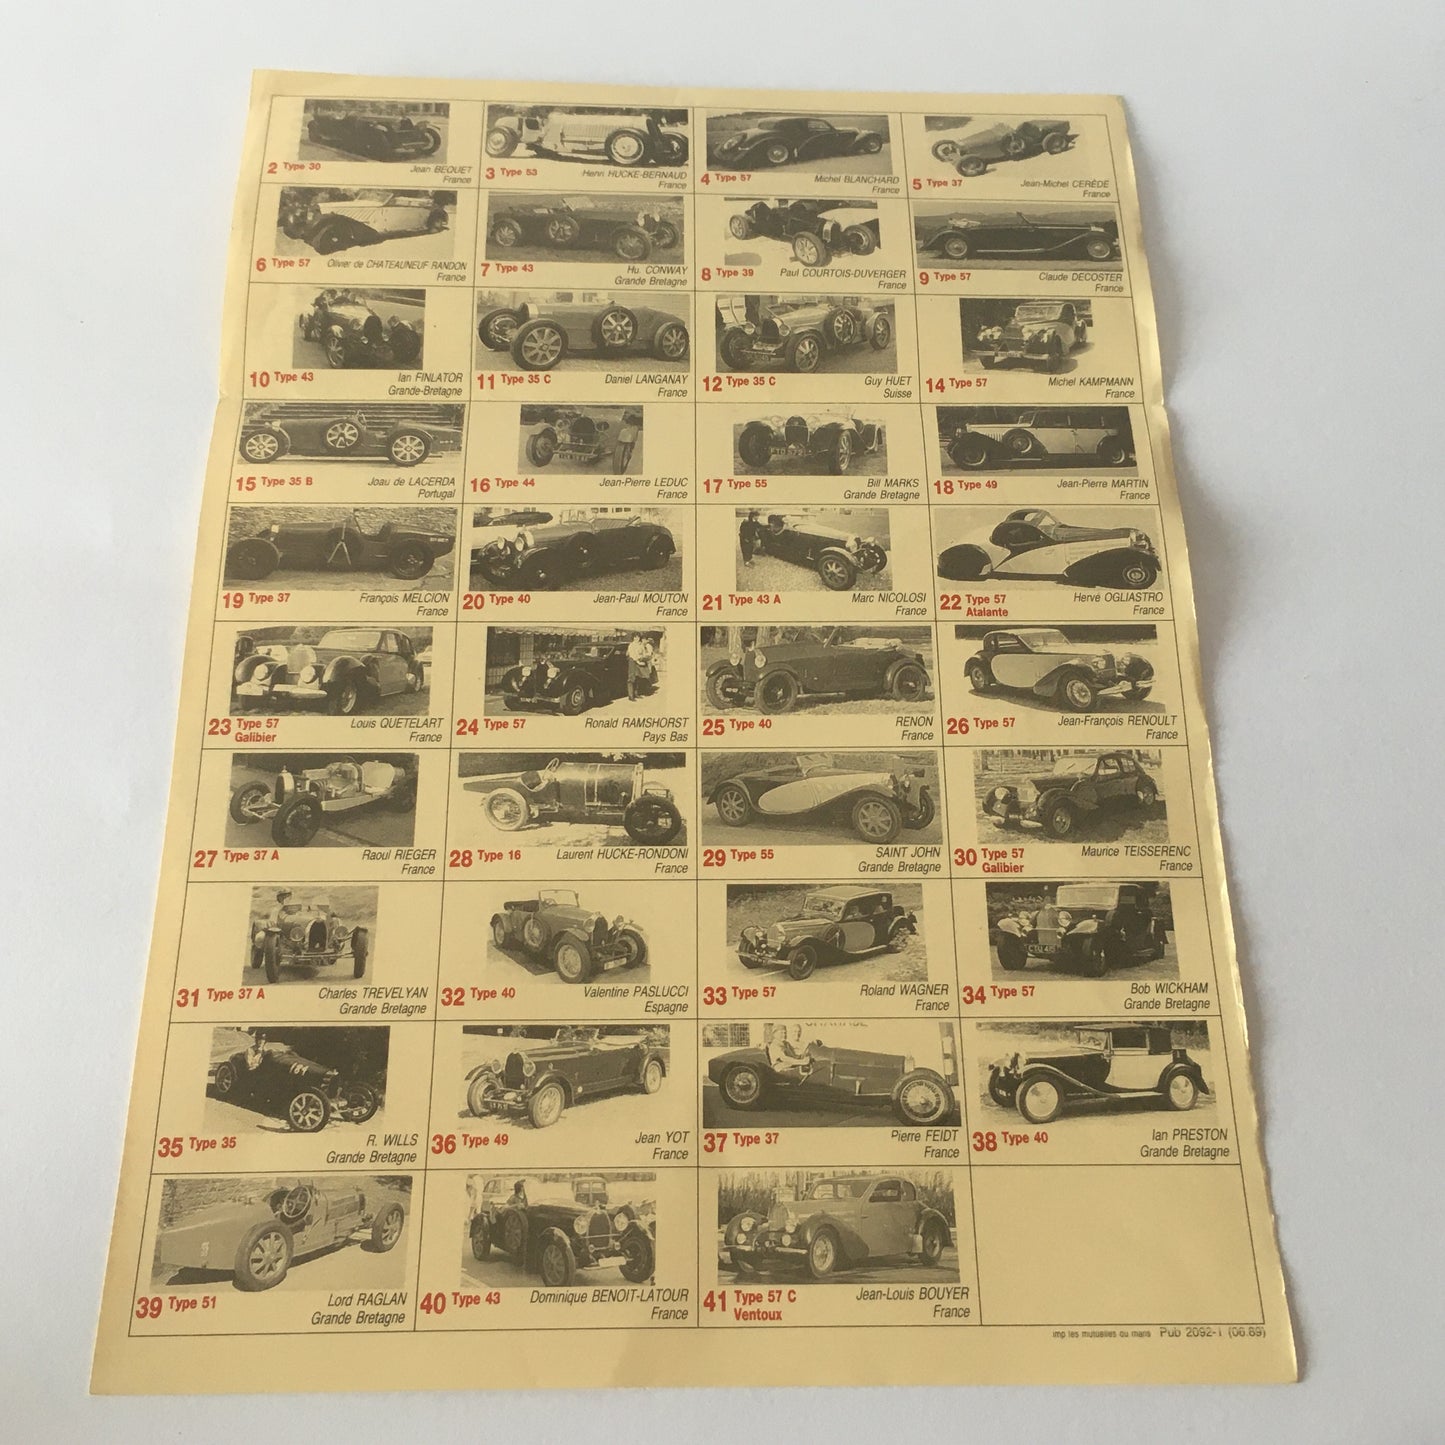 2 Type 30 Jean BEQUET
France
3 Type 53 Henri HUCKE-BERNAUD
France
4 Type 57 Michel BLANCHARD
France
5 Type 37 Jean-Michel CERÈDE
France
6 Type 57 Olivier de CHATEAUNEUF RANDON
France
7 Type 43 Hu. CONWAY
Grande Bretagne
8 Type 39 Paul COURTOIS-DUVERGER
France
9 Type 57 Claude DECOSTER
France
10 Type 43 Ian FINLATOR
Grande-Bretagne
11 Type 35 C Daniel LANGANAY
France
12 Type 35 C Guy HUET
Suisse
14 Type 57 Michel KAMPMANN
France
15 Type 35 B Joau de LACERDA
Portugal
16 Type 44 Jean-Pierre LEDUC
France
17 Type 55 Bill MARKS
Grande Bretagne
18 Type 49 Jean-Pierre MARTIN
France
19 Type 37 François MELCION
France
20 Type 40 Jean-Paul MOUTON
France
21 Type 43 A Marc NICOLOSI
France
22 Type 57 Hervé OGLIASTRO
Atalante France
23 Type 57 Louis QUETELART
Galibier France
24 Type 57 Ronald RAMSHORST
Pays Bas
25 Type 40 RENON
France
26 Type 57 Jean-François RENOULT
France
27 Type 37 A Raoul RIEGER
France
28 Type 16 Laurent HUCKE-RONDONI
France
29 Type 55 SAINT JOHN
Grande Bretagne
30 Type 57 Maurice TEISSERENC
Galibier France
31 Type 37 A Charles TREVELYAN
Grande Bretagne
32 Type 40 Valentine PASLUCCI
Espagne
33 Type 57 Roland WAGNER
France
34 Type 57 Bob WICKHAM
Grande Bretagne
184
35 Type 35 R. WILLS
Grande Bretagne
36 Type 49 Jean YOT
France
37 Type 37 Pierre FEIDT
France
38 Type 40 Ian PRESTON
Grande Bretagne
39 Type 51 Lord RAGLAN
Grande Bretagne
40 Type 43 Dominique BENOIT-LATOUR
France
41 Type 57 C Jean-Louis BOUYER
Ventoux France
imp les mutuelles du mans Pub 2092-1 (06.89)